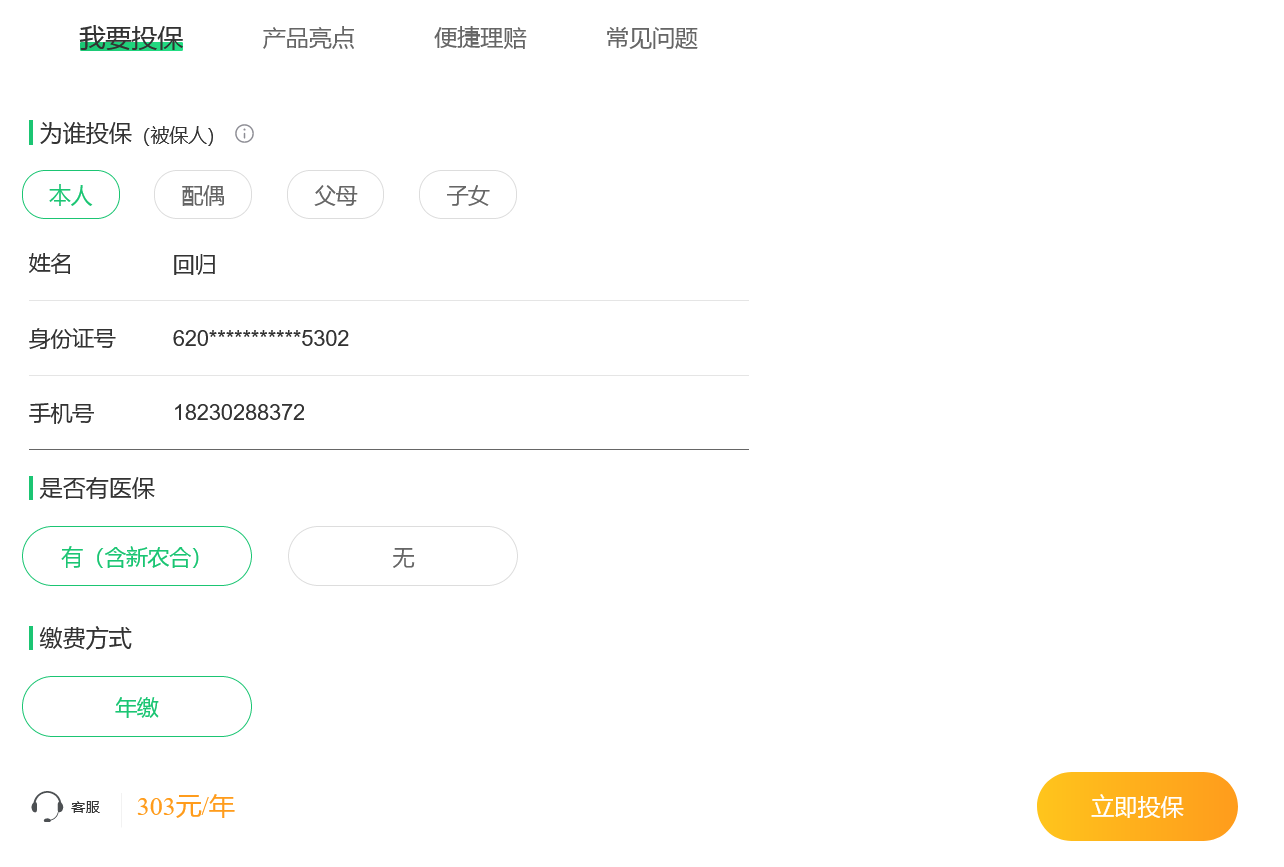 我要投保 产品亮点 便捷理赔 常见问题
为谁投保 (被保人)
本人 配偶 父母 子女
姓名 回归
身份证号 620***********5302
手机号 18230288372
是否有医保
有（含新农合） 无
缴费方式
年缴
客服 303元/年 立即投保